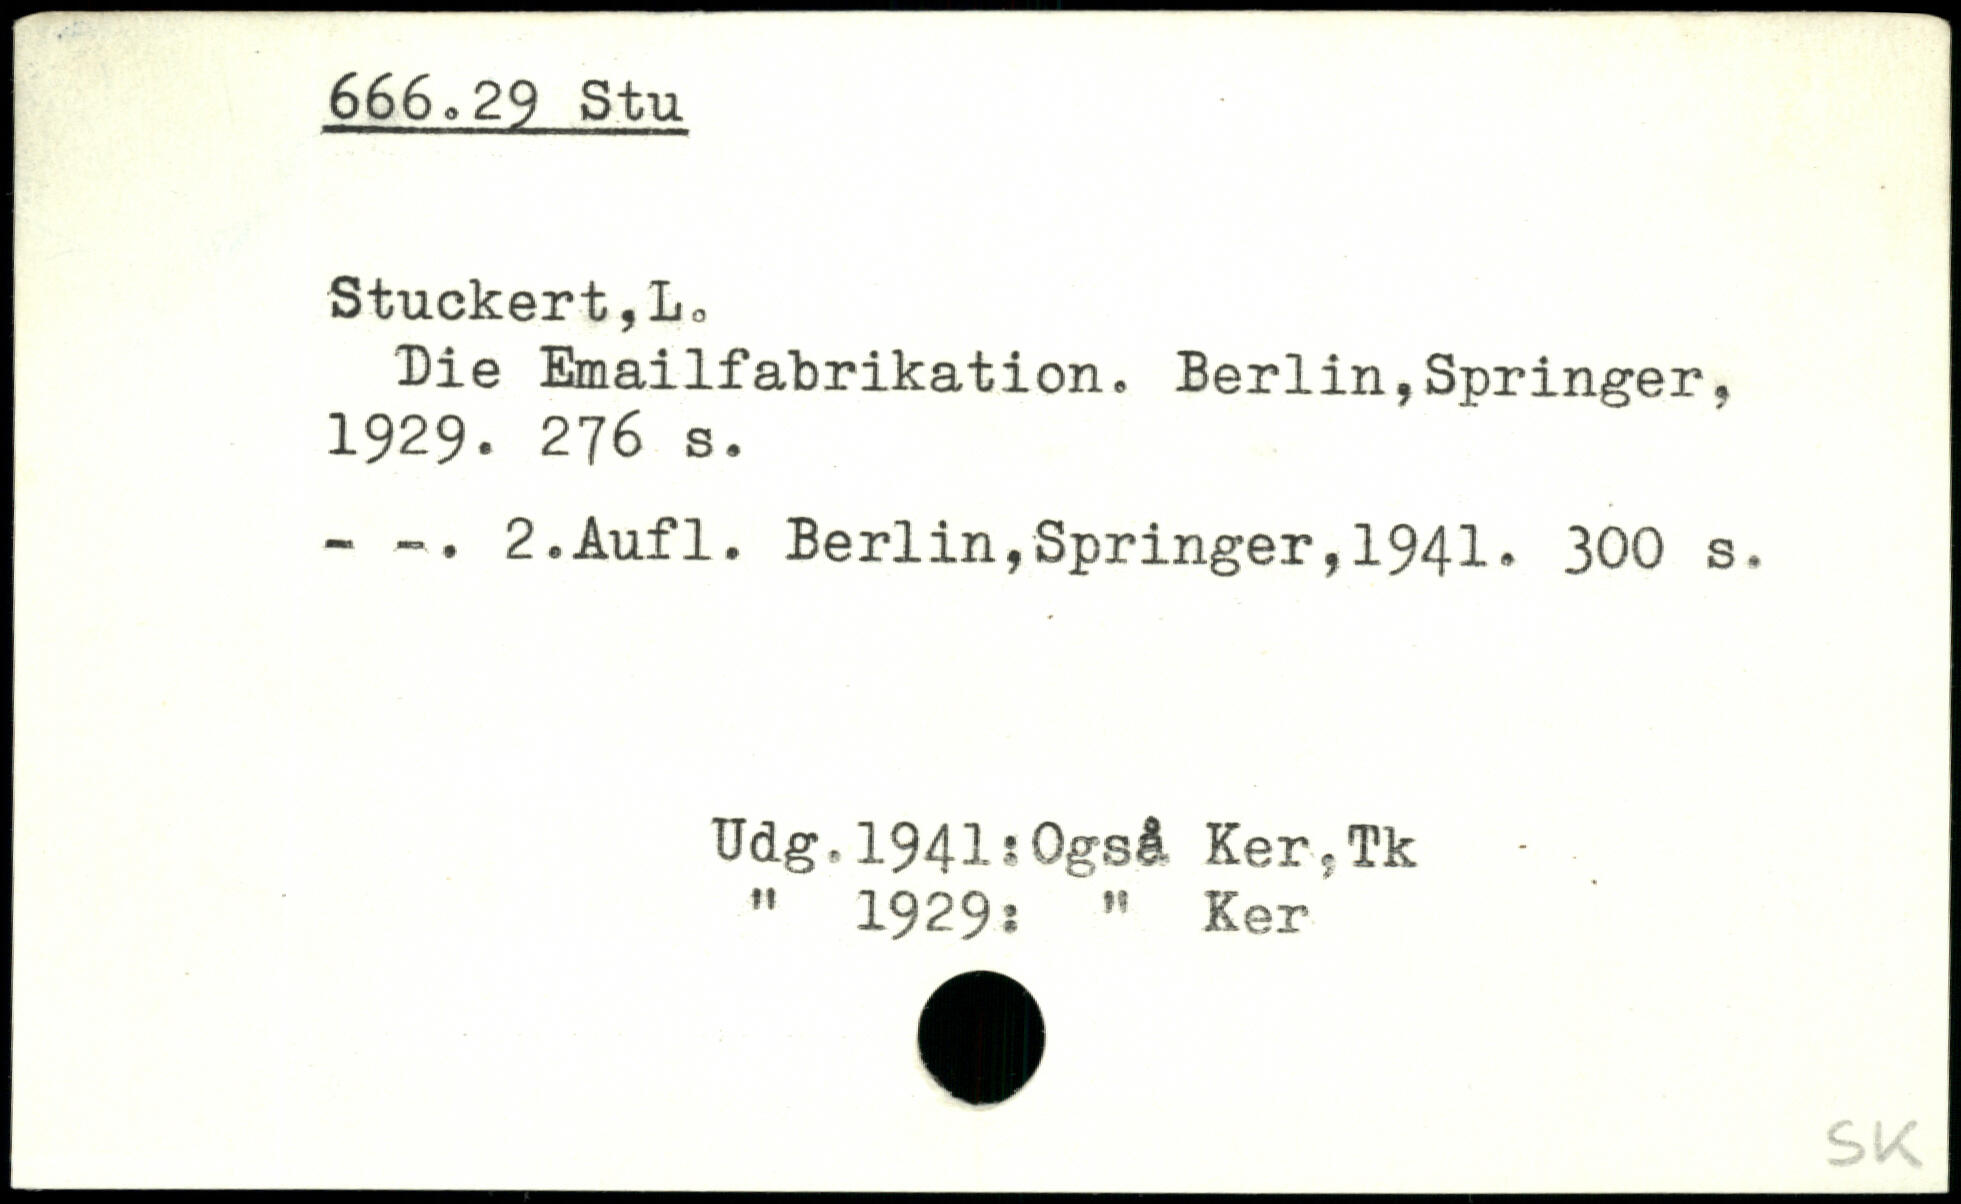 666.29 Stu
Stuckert,L.
Die Emailfabrikation. Berlin,Springer,
1929. 276 s.
- -. 2.Aufl. Berlin,Springer,1941. 300 s.
Udg.1941:Også Ker,Tk
" 1929: " Ker
SK